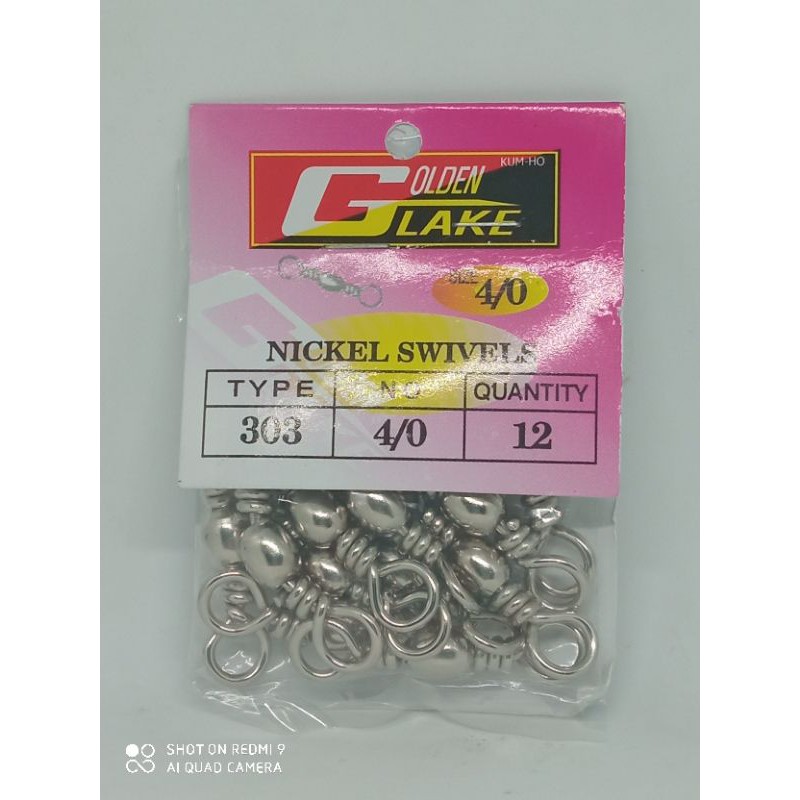 KUM-HO
GOLDEN
LAKE
SIZE 4/0
NICKEL SWIVELS
TYPE NO QUANTITY
303 4/0 12
SHOT ON REDMI 9
AI QUAD CAMERA